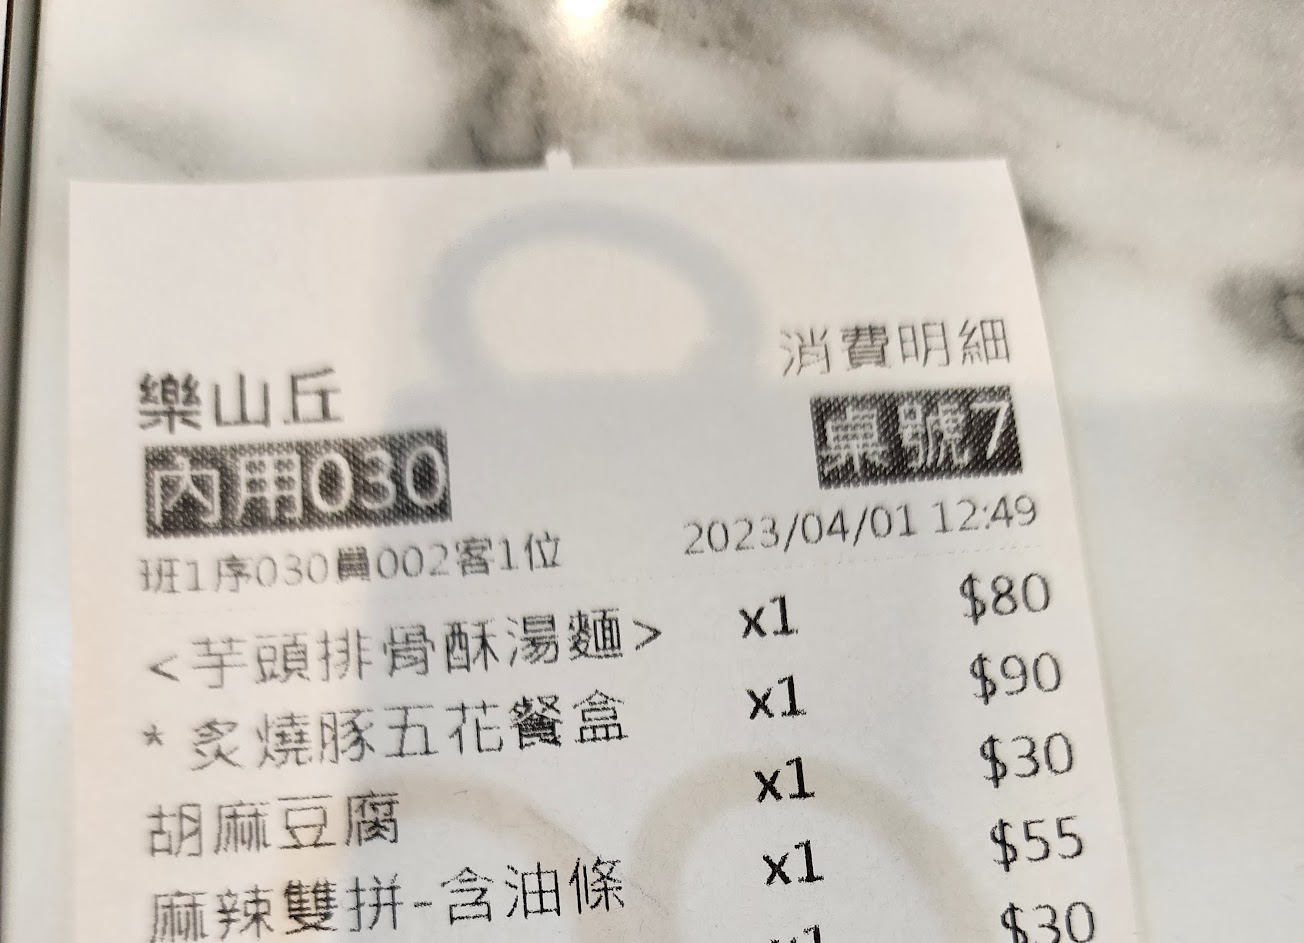 消費明細
樂山丘
內用030 桌號7
班1序030員002客1位 2023/04/01 12:49
<芋頭排骨酥湯麵> x1 $80
* 炙燒豚五花餐盒 x1 $90
胡麻豆腐 x1 $30
麻辣雙拼-含油條 x1 $55
x1 $30